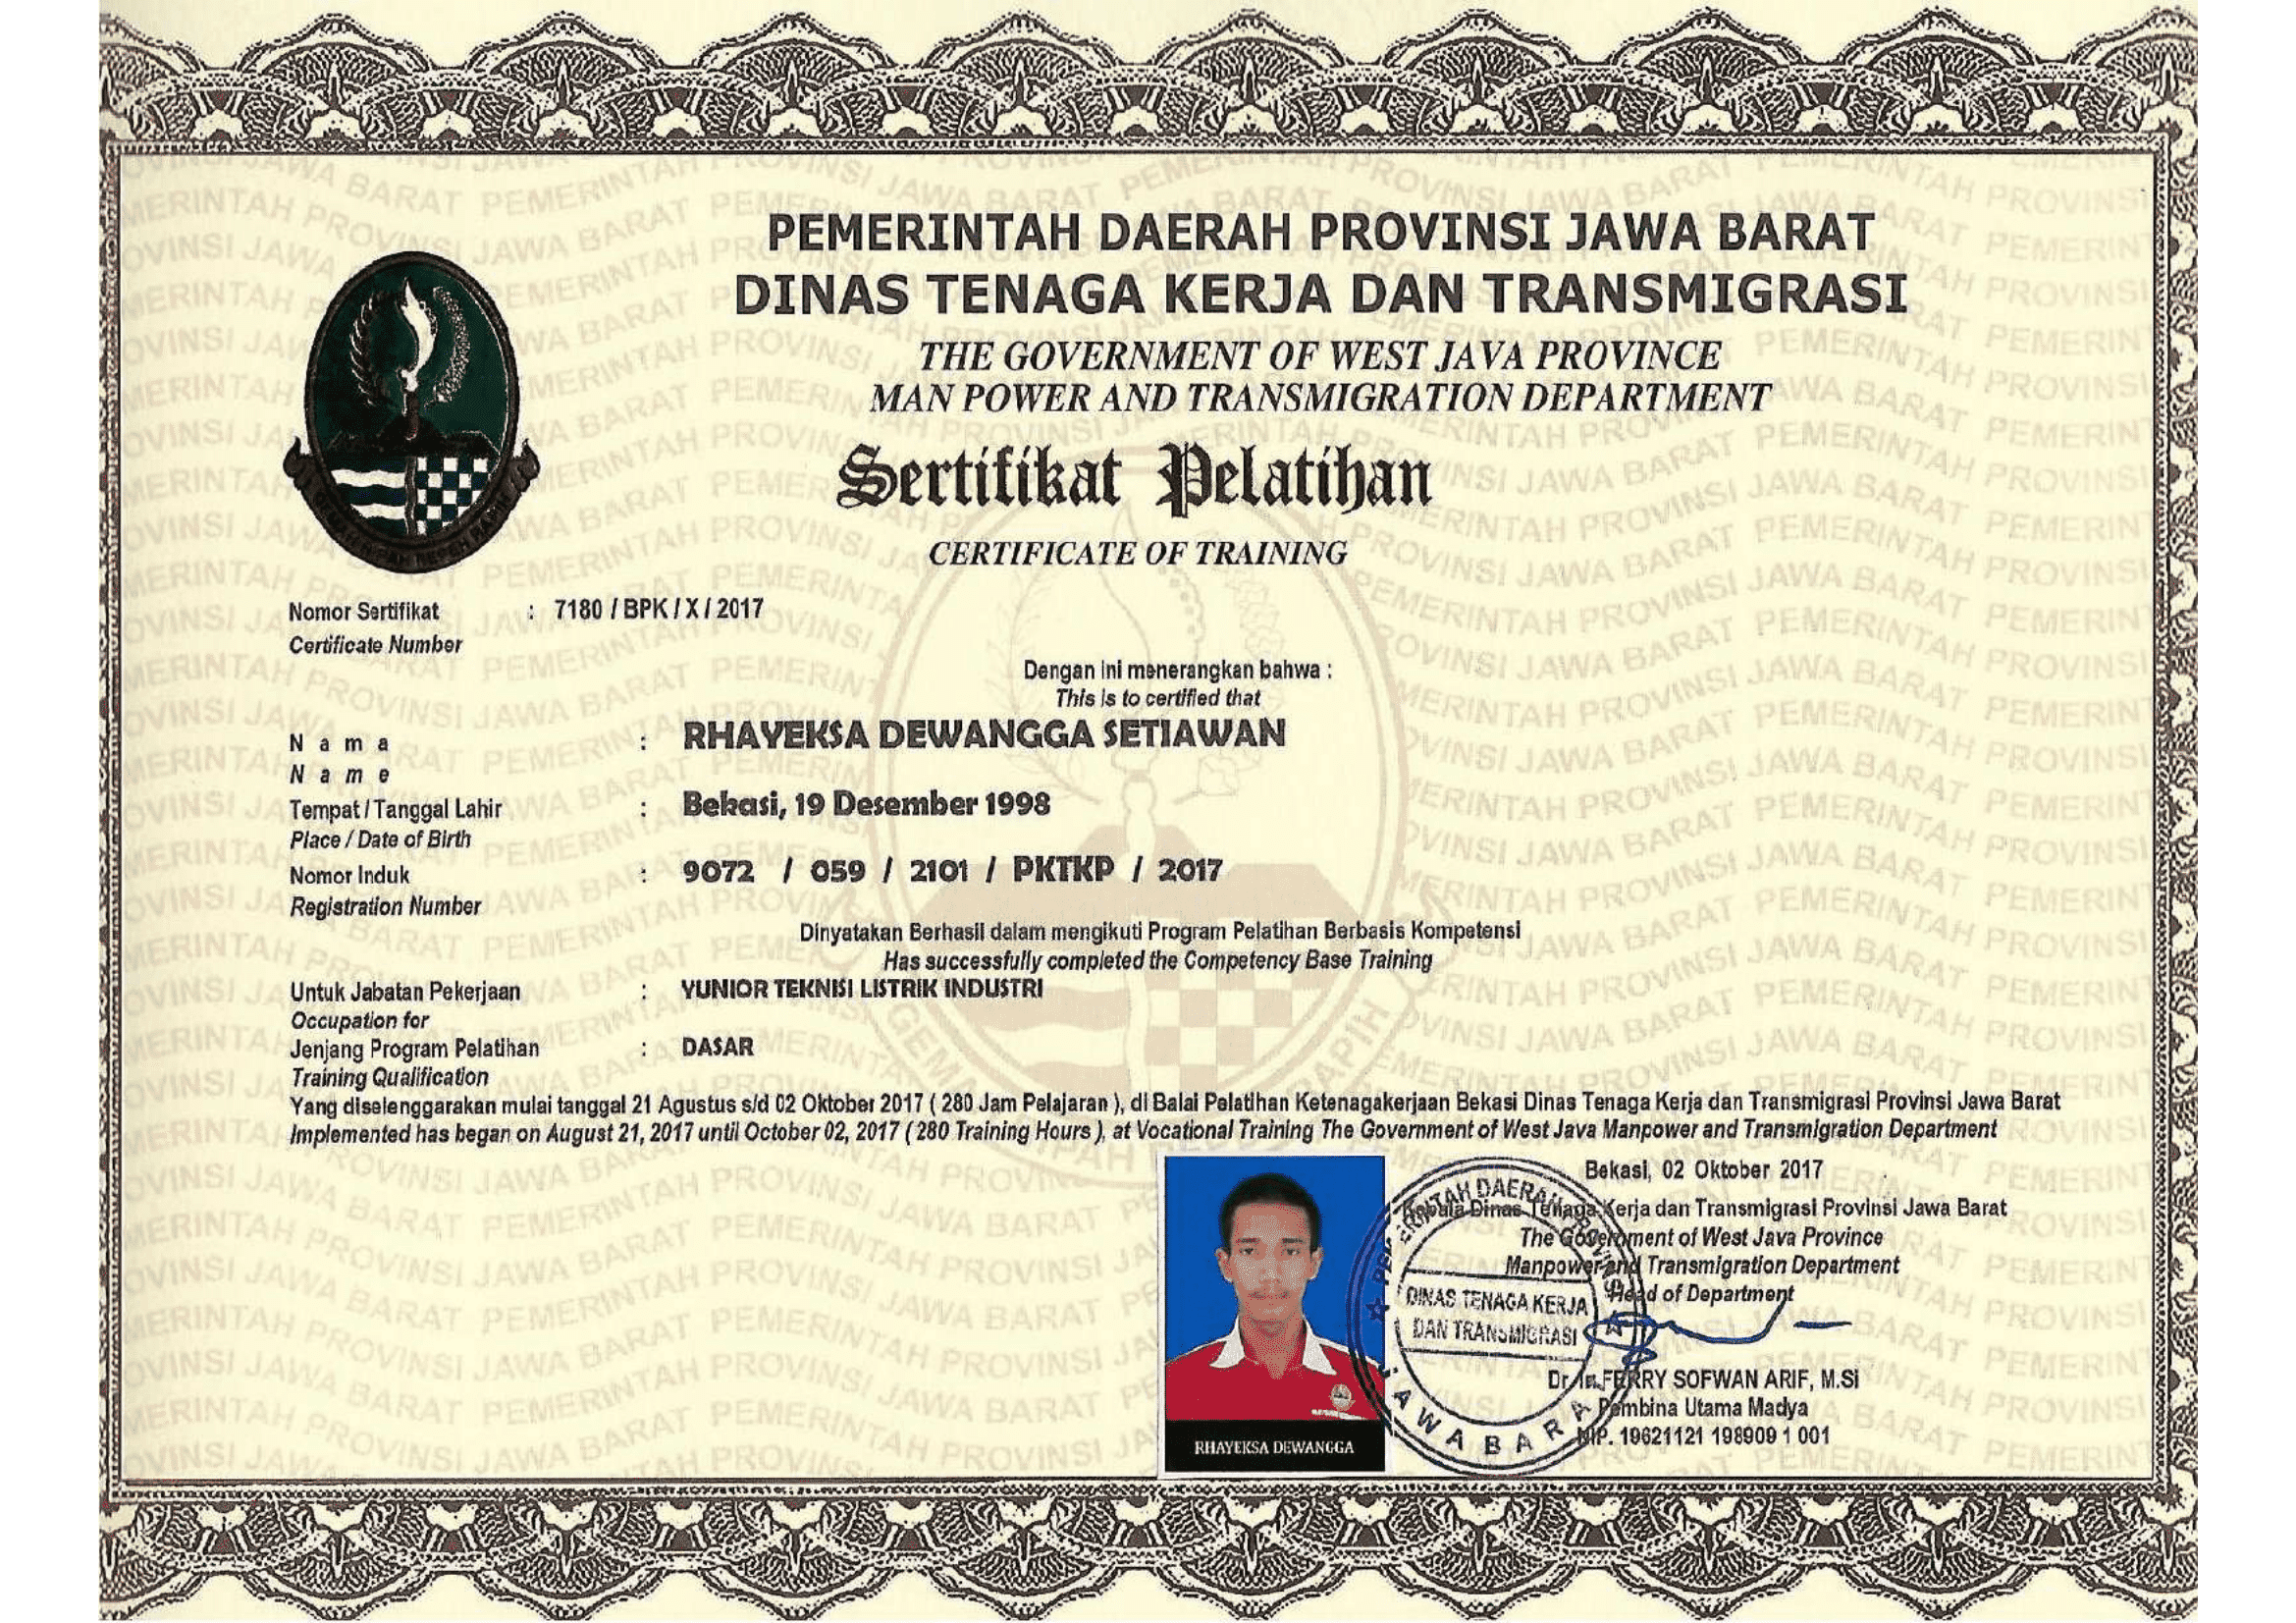 PEMERINTAH DAERAH PROVINSI JAWA BARAT
DINAS TENAGA KERJA DAN TRANSMIGRASI
THE GOVERNMENT OF WEST JAVA PROVINCE
MAN POWER AND TRANSMIGRATION DEPARTMENT
Sertifikat Pelatihan
CERTIFICATE OF TRAINING
Nomor Sertifikat : 7180 / BPK / X / 2017
Certificate Number
Dengan ini menerangkan bahwa :
This is to certified that
N a m a : RHAYEKSA DEWANGGA SETIAWAN
N a m e
Tempat / Tanggal Lahir : Bekasi, 19 Desember 1998
Place / Date of Birth
Nomor Induk : 9072 / 059 / 2101 / PKTKP / 2017
Registration Number
Dinyatakan Berhasil dalam mengikuti Program Pelatihan Berbasis Kompetensi
Has successfully completed the Competency Base Training
Untuk Jabatan Pekerjaan : YUNIOR TEKNISI LISTRIK INDUSTRI
Occupation for
Jenjang Program Pelatihan : DASAR
Training Qualification
Yang diselenggarakan mulai tanggal 21 Agustus s/d 02 Oktober 2017 ( 280 Jam Pelajaran ), di Balai Pelatihan Ketenagakerjaan Bekasi Dinas Tenaga Kerja dan Transmigrasi Provinsi Jawa Barat
Implemented has began on August 21, 2017 until October 02, 2017 ( 280 Training Hours ), at Vocational Training The Government of West Java Manpower and Transmigration Department
Bekasi, 02 Oktober 2017
Kepala Dinas Tenaga Kerja dan Transmigrasi Provinsi Jawa Barat
The Government of West Java Province
Manpower and Transmigration Department
Head of Department
DINAS TENAGA KERJA
DAN TRANSMIGRASI
JAWA BARAT
Dr. Ir. FERRY SOFWAN ARIF, M.Si
Pembina Utama Madya
NIP. 19621121 198909 1 001
RHAYEKSA DEWANGGA